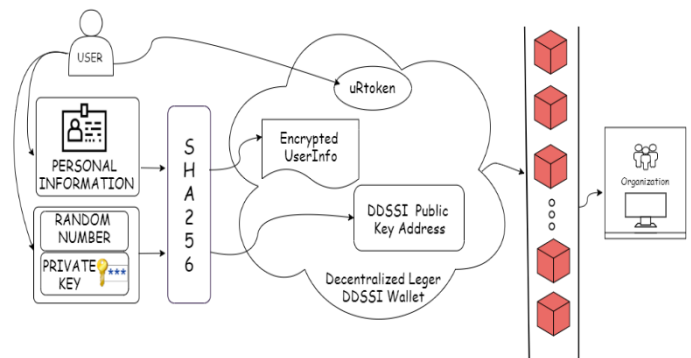 USER
uRtoken
PERSONAL
INFORMATION
RANDOM
NUMBER
PRIVATE
KEY
***
S
H
A
2
5
6
Encrypted
UserInfo
DDSSI Public
Key Address
Decentralized Leger
DDSSI Wallet
Organization